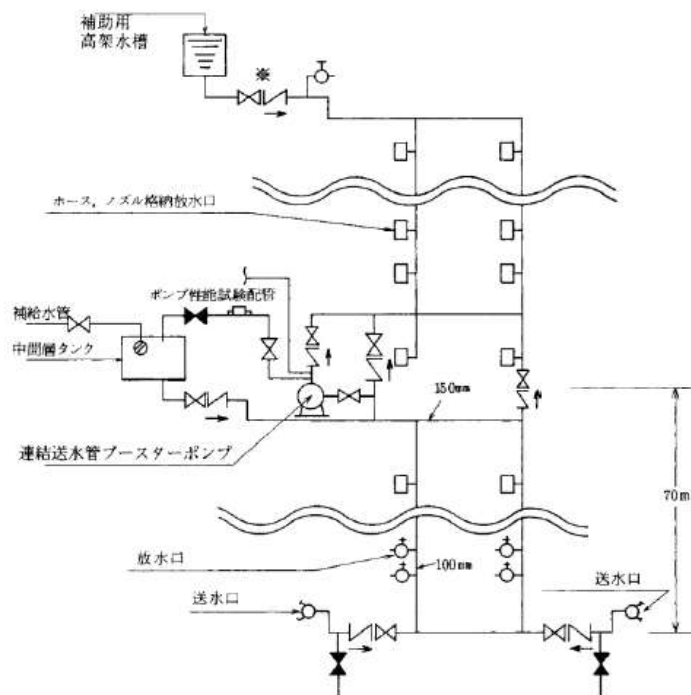 補助用
高架水槽
※
ホース，ノズル格納放水口
ポンプ性能試験配管
補給水管
中間層タンク
150mm
連結送水管ブースターポンプ
70m
放水口
100mm
送水口
送水口